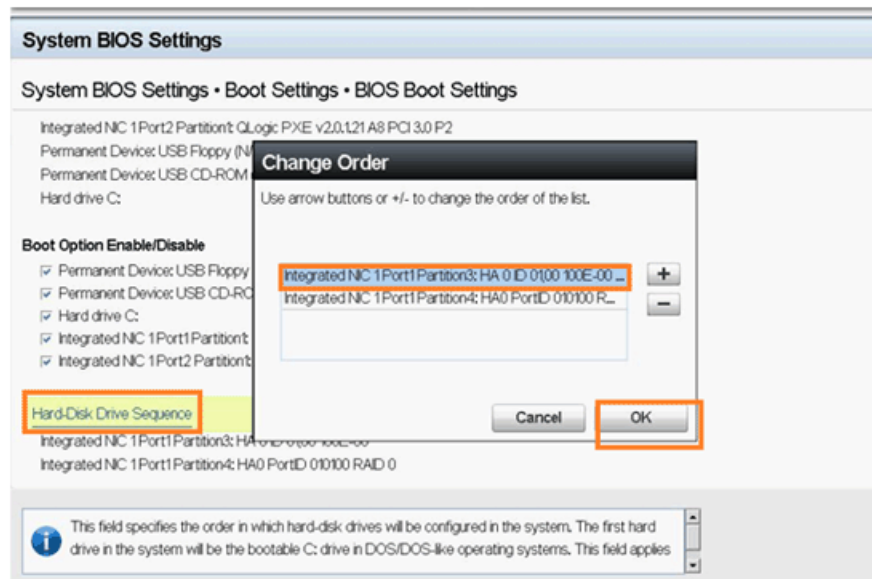 System BIOS Settings
System BIOS Settings • Boot Settings • BIOS Boot Settings
Integrated NIC 1 Port2 Partition1: QLogic PXE v2.0.1.21 A8 PCI 3.0 P2
Permanent Device: USB Floppy
Permanent Device: USB CD-ROM
Hard drive C:
Boot Option Enable/Disable
Permanent Device: USB Floppy
Permanent Device: USB CD-RO
Hard drive C:
Integrated NIC 1 Port1 Partition1:
Integrated NIC 1 Port2 Partition1:
Hard-Disk Drive Sequence
Integrated NIC 1 Port1 Partition3: HA 0 ID 01,00 100E-00
Integrated NIC 1 Port1 Partition4: HA0 PortID 010100 RAID 0
Change Order
Use arrow buttons or +/- to change the order of the list.
Integrated NIC 1 Port1 Partition3: HA 0 ID 01,00 100E-00 ...
Integrated NIC 1 Port1 Partition4: HA0 PortID 010100 R...
+
-
Cancel
OK
This field specifies the order in which hard-disk drives will be configured in the system. The first hard
drive in the system will be the bootable C: drive in DOS/DOS-like operating systems. This field applies